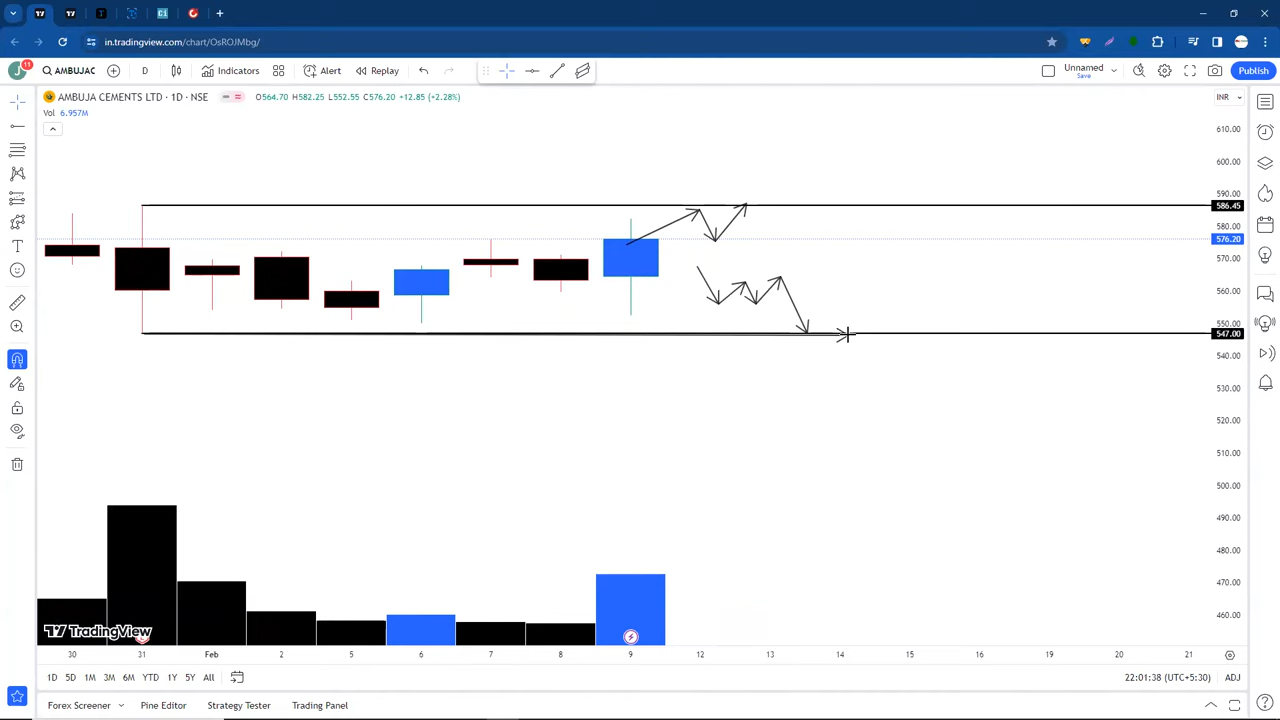 in.tradingview.com/chart/OsROJMbg/
J
11
AMBUJAC
D
Indicators
Alert
Replay
Unnamed
Save
Publish
AMBUJA CEMENTS LTD · 1D · NSE
O564.70 H582.25 L552.55 C576.20 +12.85 (+2.28%)
INR
Vol 6.957M
610.00
600.00
590.00
586.45
580.00
576.20
570.00
560.00
550.00
547.00
540.00
530.00
520.00
510.00
500.00
490.00
480.00
470.00
460.00
TradingView
30 31 Feb 2 5 6 7 8 9 12 13 14 15 16 19 20 21
1D 5D 1M 3M 6M YTD 1Y 5Y All
22:01:38 (UTC+5:30) ADJ
Forex Screener Pine Editor Strategy Tester Trading Panel